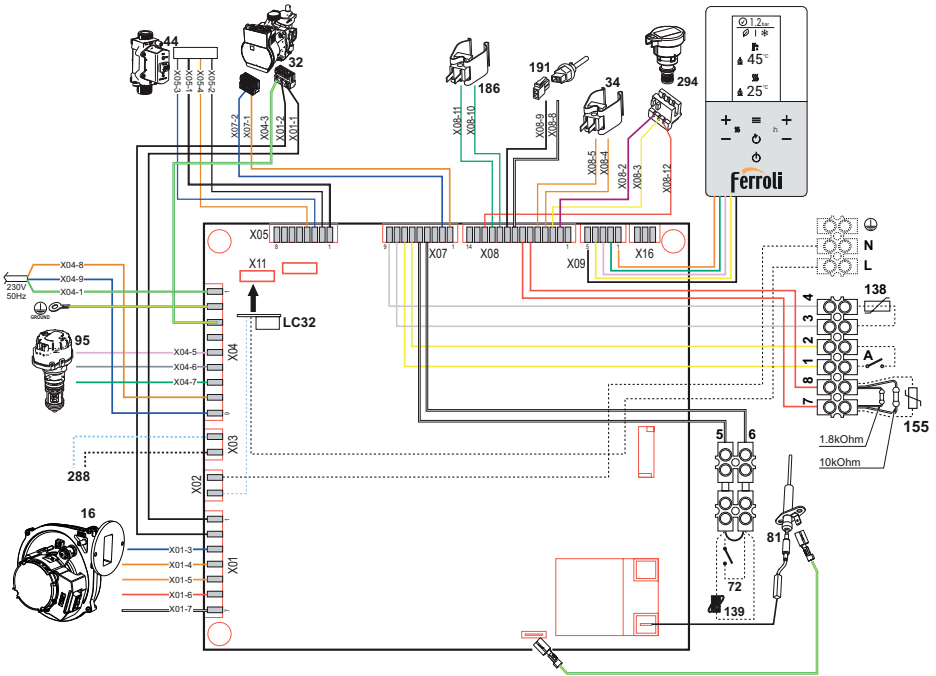 44
X05-3
X05-1
X05-4
X05-2
32
X07-2
X07-1
X04-3
X01-2
X01-1
186
X08-11
X08-10
191
X08-9
X08-8
34
X08-5
X08-4
294
X08-2
X08-3
X08-12
1.2bar
45°C
25°C
h
ferroli
X05
8
1
9
X07
1
14
X08
1
X09
5
1
X16
X11
LC32
X04-8
X04-9
X04-1
230V
50Hz
GROUND
95
X04-5
X04-6
X04-7
1
X04
9
X03
288
X02
16
X01-3
X01-4
X01-5
X01-6
X01-7
1
X01
7
N
L
138
4
3
2
1
A
8
7
155
1.8kOhm
10kOhm
5
6
72
139
81